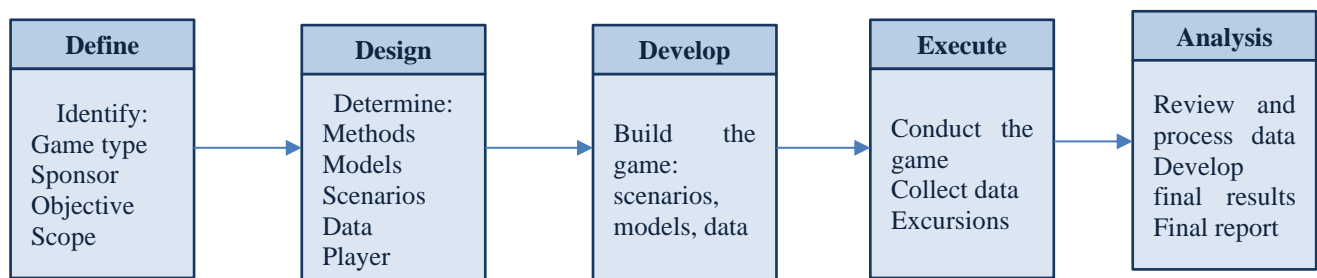 Define
Identify:
Game type
Sponsor
Objective
Scope
Design
Determine:
Methods
Models
Scenarios
Data
Player
Develop
Build the
game:
scenarios,
models, data
Execute
Conduct the
game
Collect data
Excursions
Analysis
Review and
process data
Develop
final results
Final report